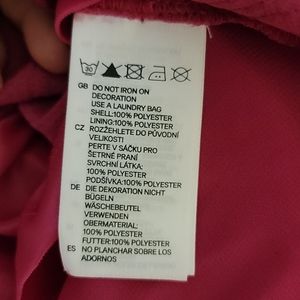 30
GB DO NOT IRON ON
DECORATION
USE A LAUNDRY BAG
SHELL:100% POLYESTER
LINING:100% POLYESTER
CZ ROZŽEHLETE DO PŮVODNÍ
VELIKOSTI
PERTE V SÁČKU PRO
ŠETRNÉ PRANÍ
SVRCHNÍ LÁTKA:
100% POLYESTER
PODŠÍVKA:100% POLYESTER
DE DIE DEKORATION NICHT
BÜGELN
WÄSCHEBEUTEL
VERWENDEN
OBERMATERIAL:
100% POLYESTER
FUTTER:100% POLYESTER
ES NO PLANCHAR SOBRE LOS
ADORNOS